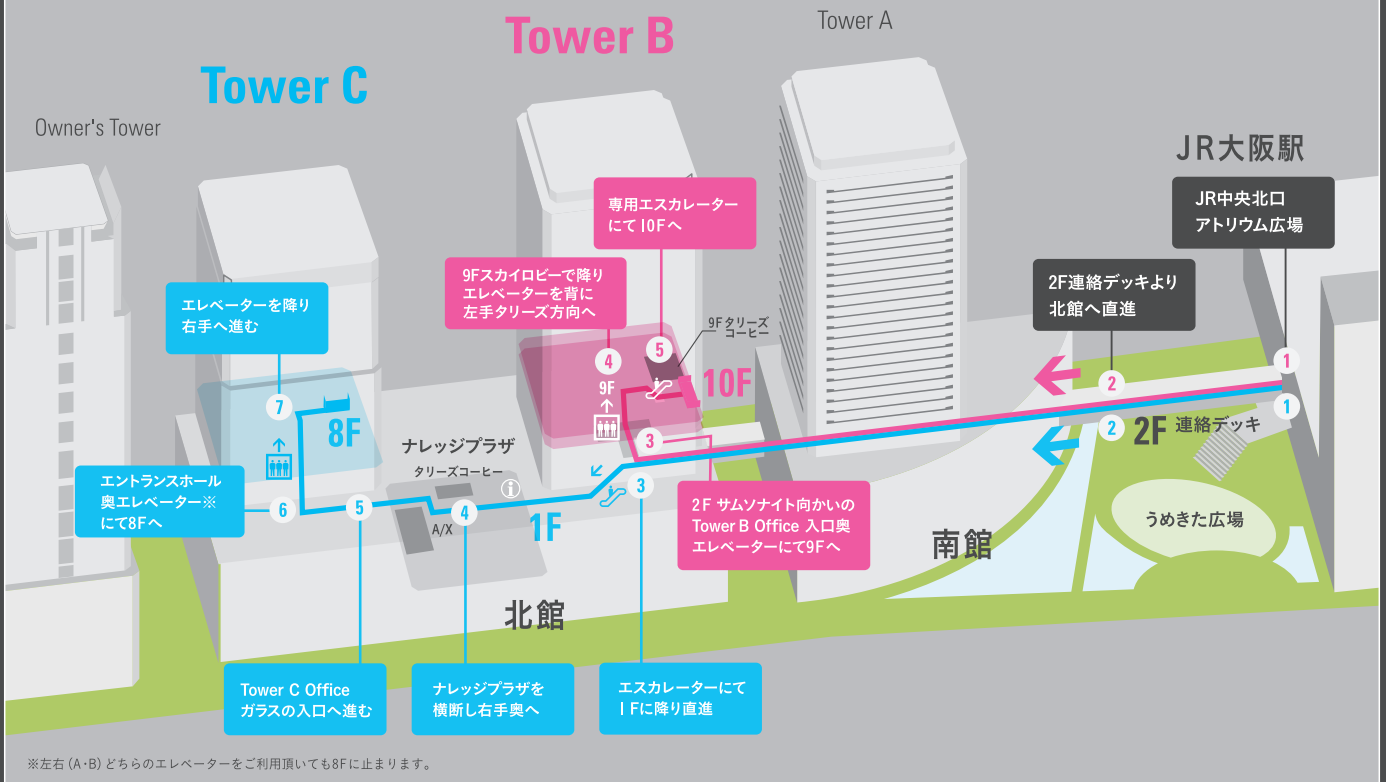 Tower A
Tower B
Tower C
Owner's Tower
JR大阪駅
JR中央北口
アトリウム広場
2F連絡デッキより
北館へ直進
専用エスカレーター
にて10Fへ
9Fスカイロビーで降り
エレベーターを背に
左手タリーズ方向へ
エレベーターを降り
右手へ進む
9Fタリーズ
コーヒー
1
1
2
2
2F 連絡デッキ
5
4
9F
10F
3
7
8F
ナレッジプラザ
タリーズコーヒー
i
エントランスホール
奥エレベーター※
にて8Fへ
6
5
4
A/X
1F
3
2F サムソナイト向かいの
Tower B Office 入口奥
エレベーターにて9Fへ
うめきた広場
南館
北館
Tower C Office
ガラスの入口へ進む
ナレッジプラザを
横断し右手奥へ
エスカレーターにて
1Fに降り直進
※左右(A・B)どちらのエレベーターをご利用頂いても8Fに止まります。